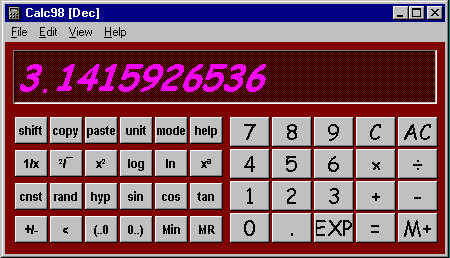 Calc98 [Dec]
File Edit View Help
3.1415926536
shift copy paste unit mode help 7 8 9 C AC
1/x ²/¯ x² log ln xª 4 5 6 × ÷
cnst rand hyp sin cos tan 1 2 3 + -
+/- < (..0 0..) Min MR 0 . EXP = M+